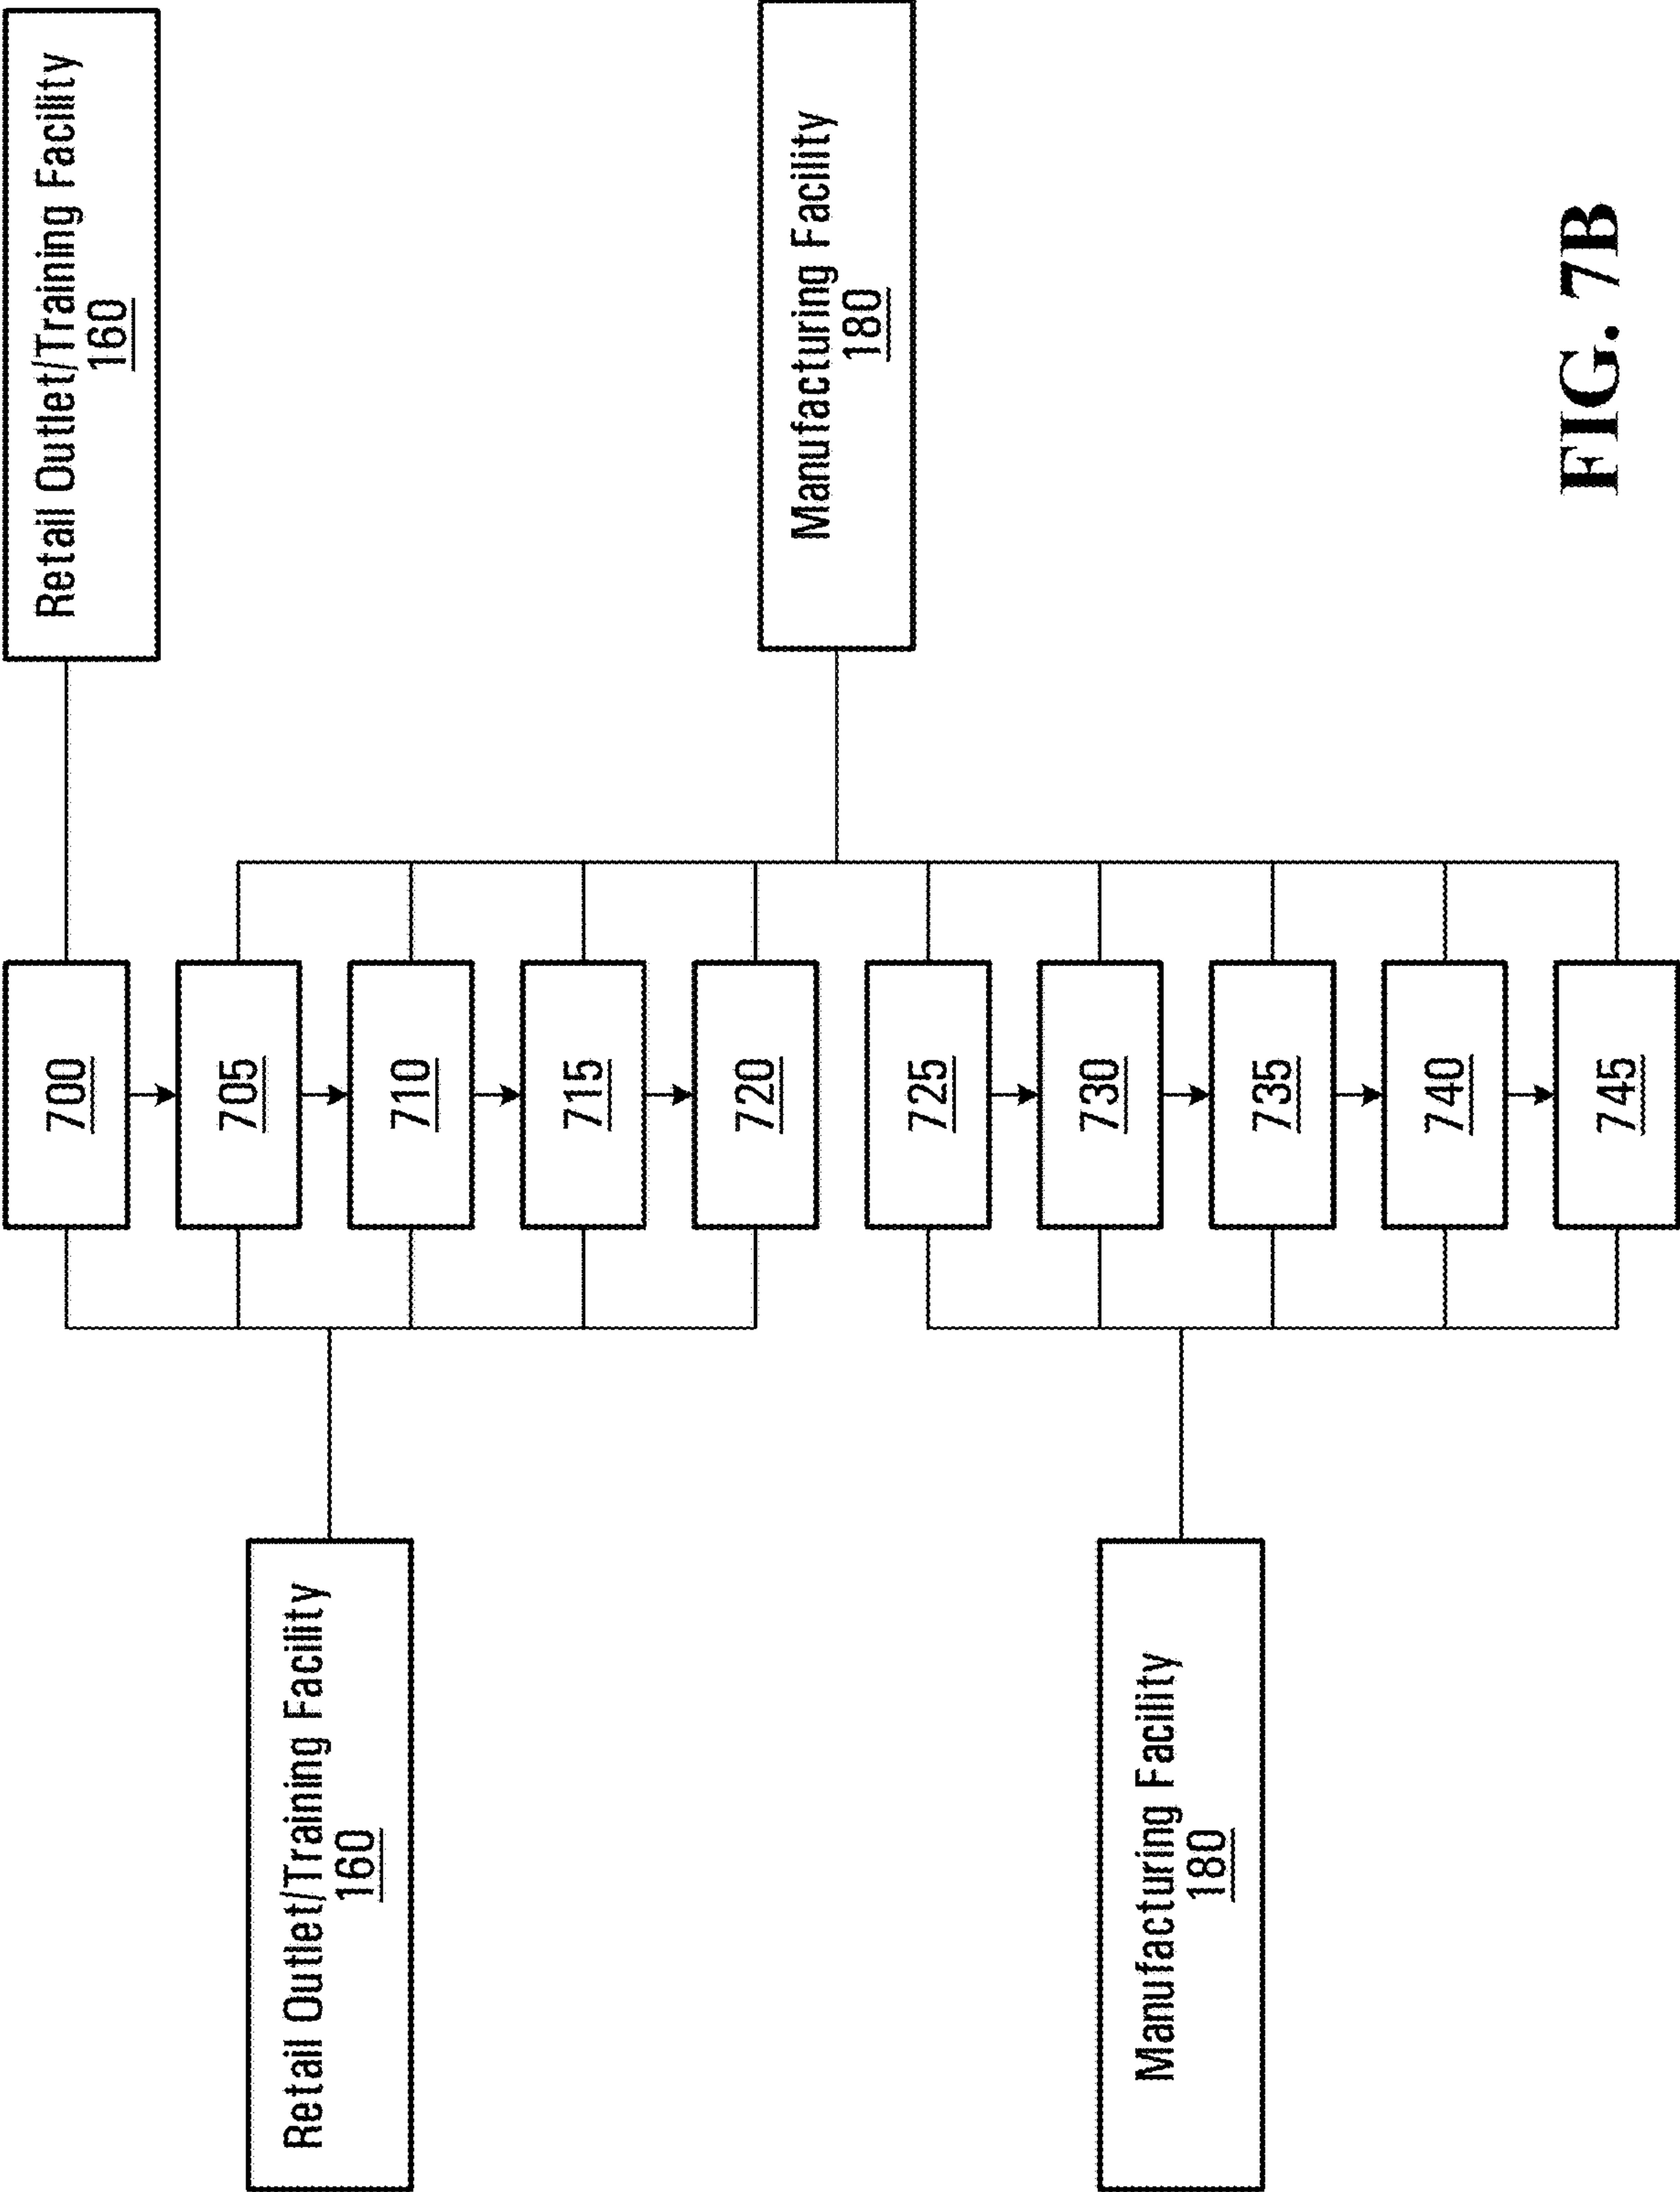 Retail Outlet/Training Facility
160
Manufacturing Facility
180
700
705
710
715
720
725
730
735
740
745
Retail Outlet/Training Facility
160
Manufacturing Facility
180
FIG. 7B